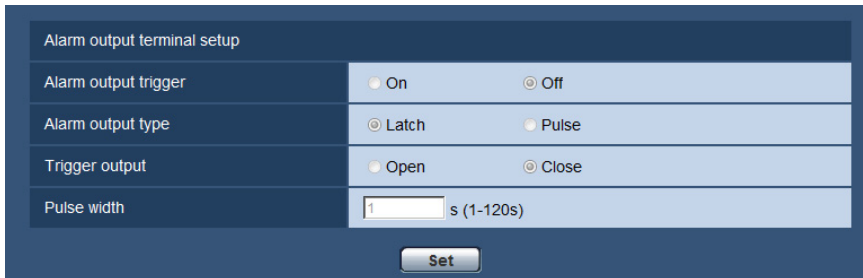 Alarm output terminal setup
Alarm output trigger On Off
Alarm output type Latch Pulse
Trigger output Open Close
Pulse width 1 s (1-120s)
Set